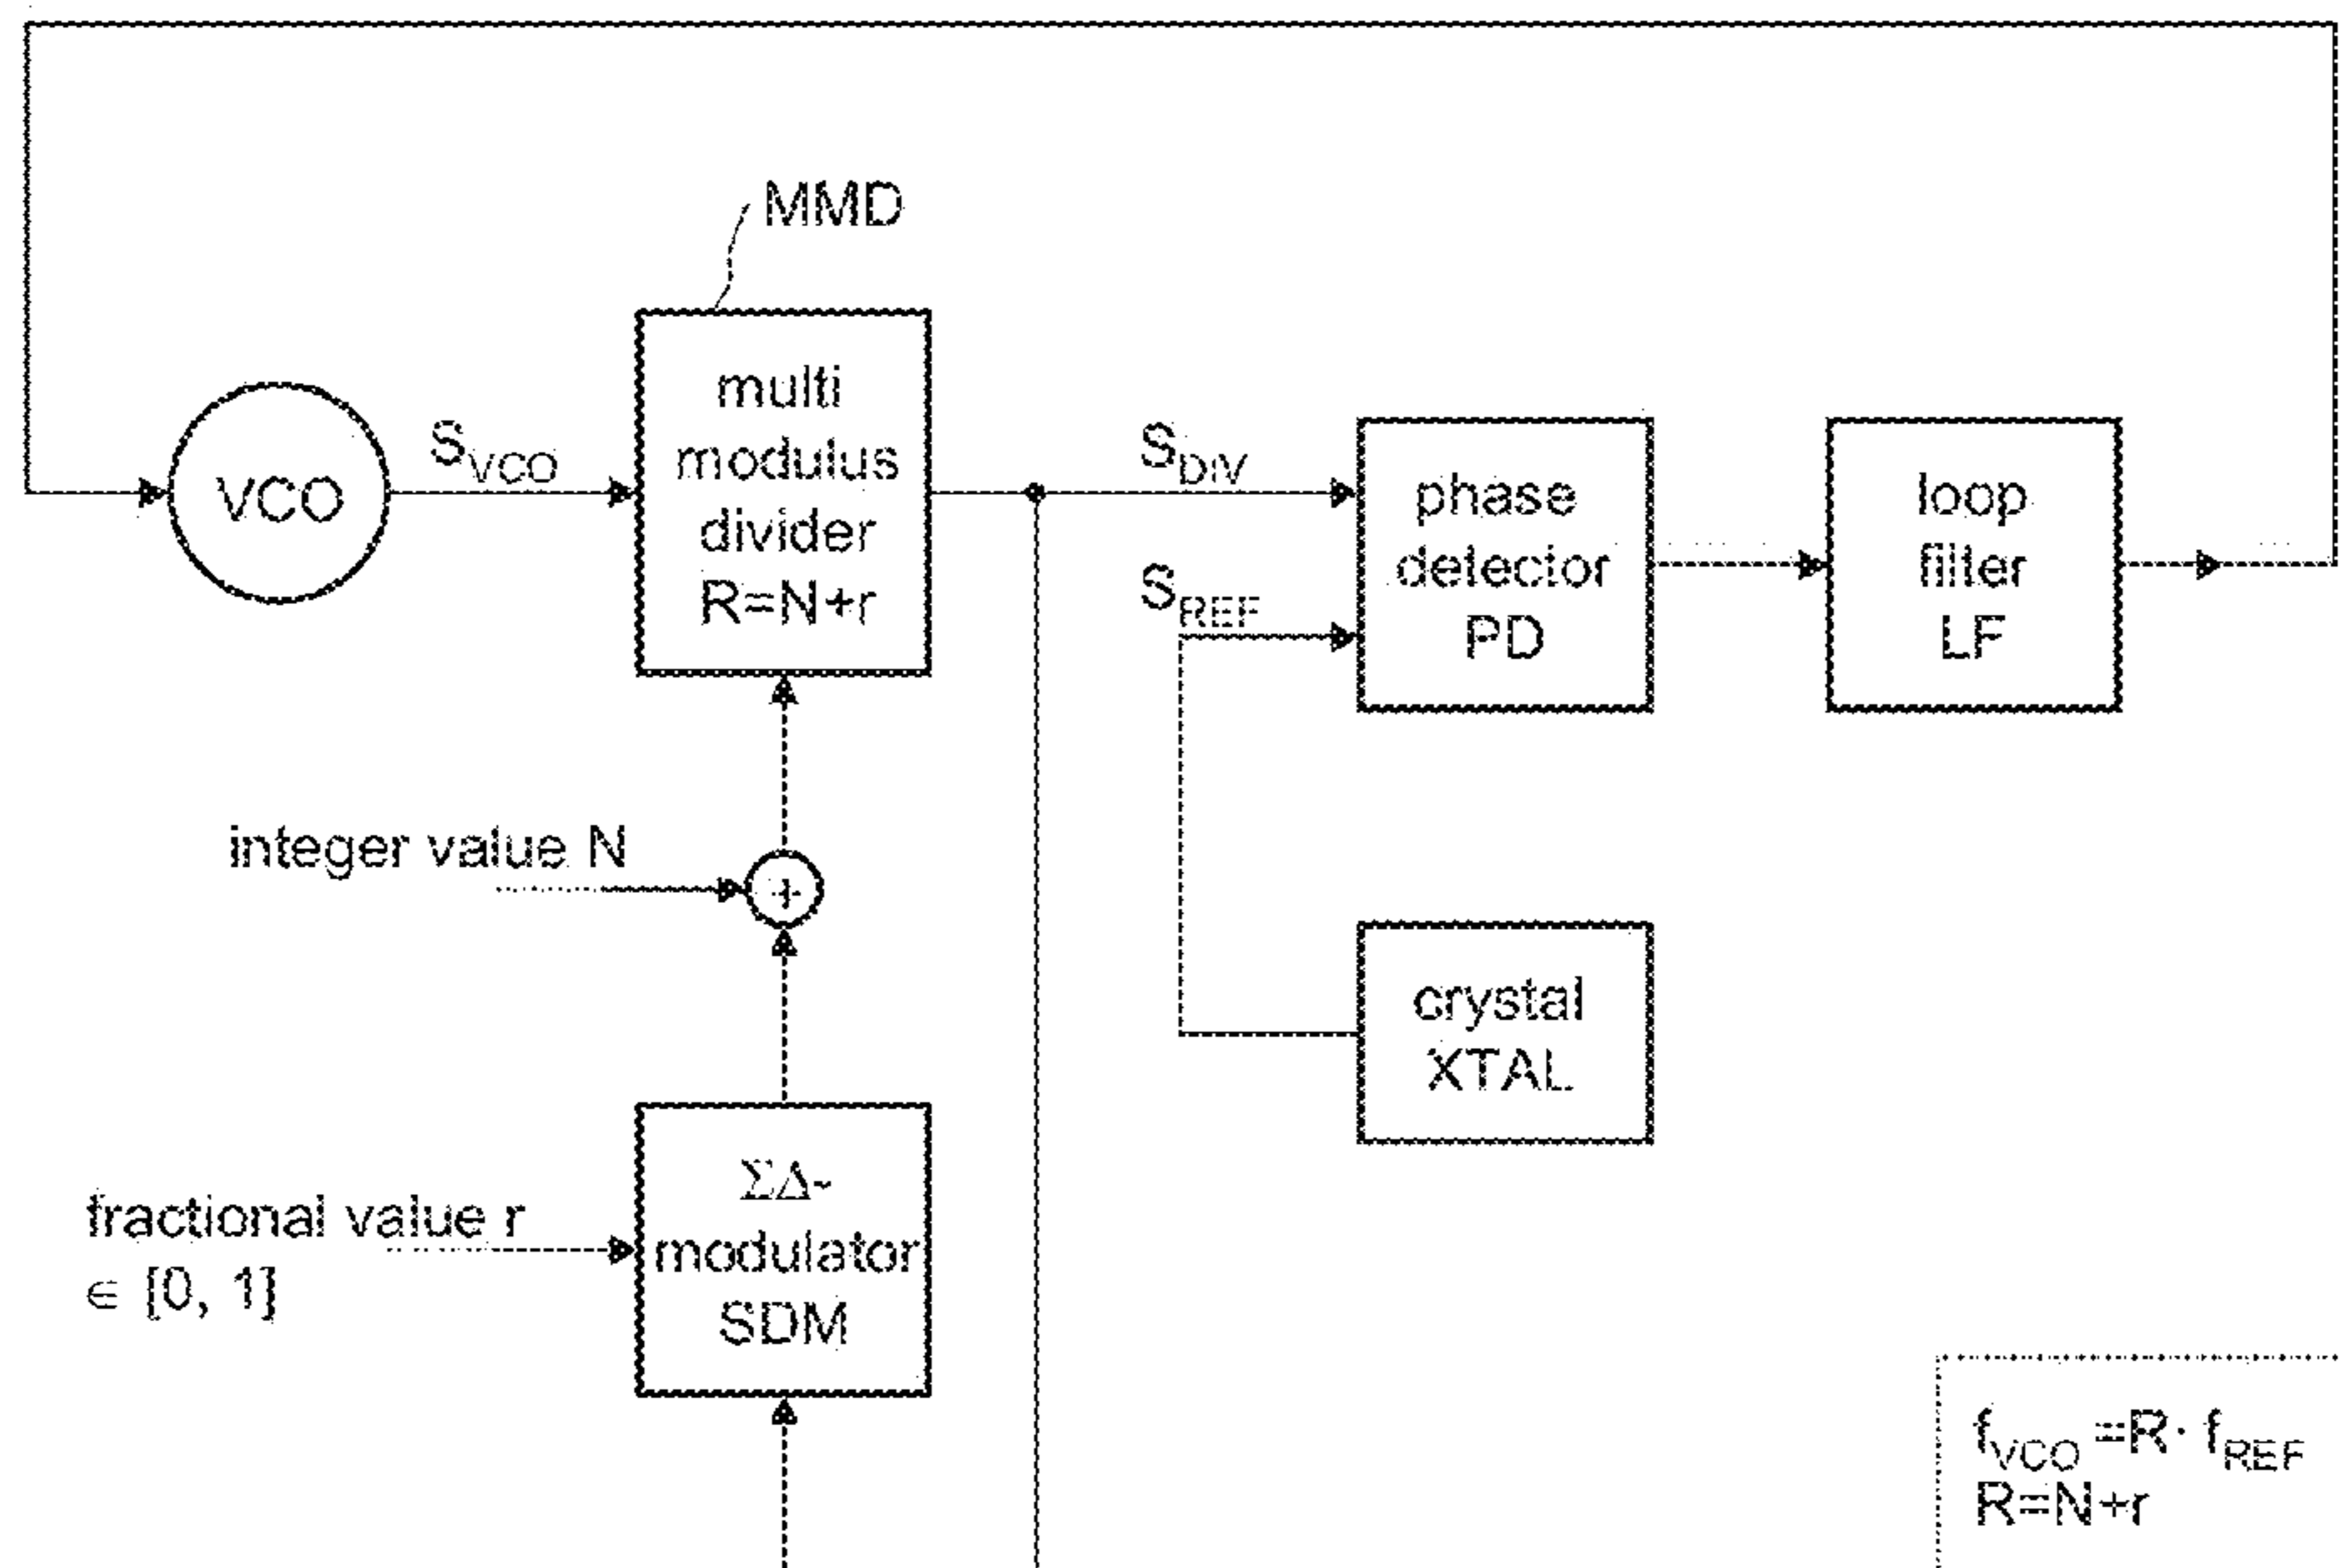 MMD
VCO
S_VCO
multi
modulus
divider
R=N+r
S_DIV
S_REF
phase
detector
PD
loop
filter
LF
integer value N
+
crystal
XTAL
fractional value r
∈ [0, 1]
ΣΔ-
modulator
SDM
f_VCO =R· f_REF
R=N+r